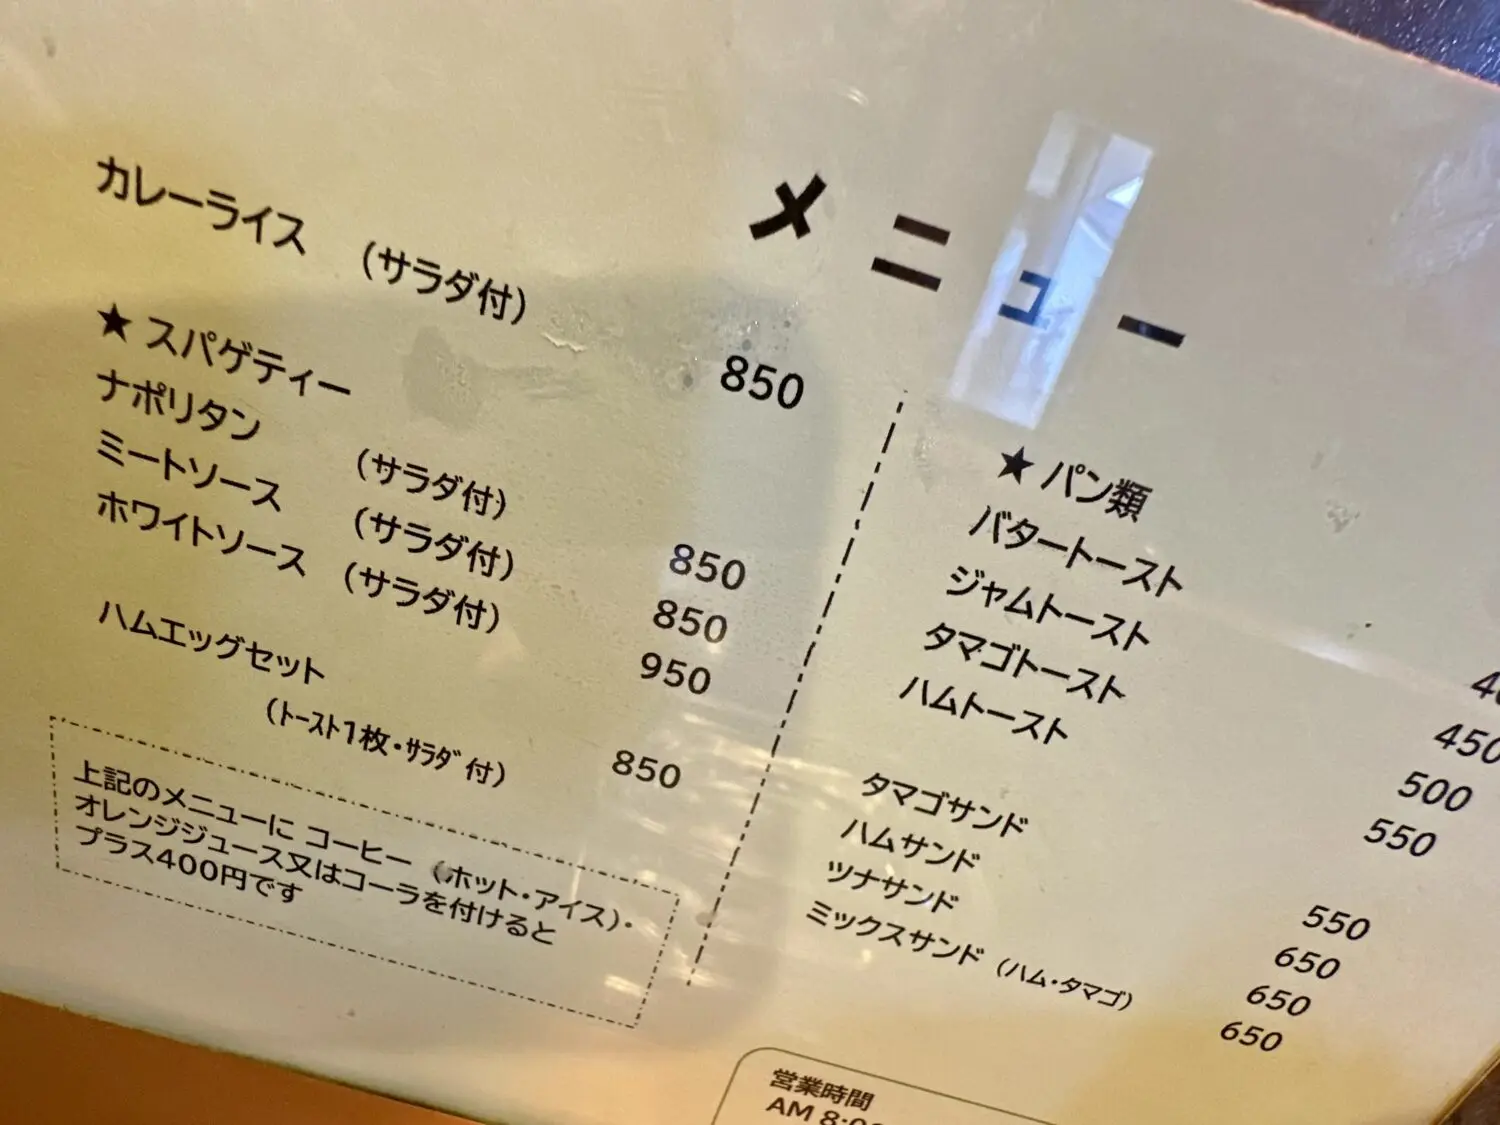 メニュー
カレーライス (サラダ付) 850
★スパゲティー
ナポリタン (サラダ付) 850
ミートソース (サラダ付) 850
ホワイトソース (サラダ付) 950
ハムエッグセット
(トースト1枚・サラダ付) 850
上記のメニューに コーヒー (ホット・アイス)・
オレンジジュース又はコーラを付けると
プラス400円です
★パン類
バタートースト
ジャムトースト 450
タマゴトースト 500
ハムトースト 550
タマゴサンド 550
ハムサンド 650
ツナサンド 650
ミックスサンド (ハム・タマゴ) 650
営業時間
AM 8: